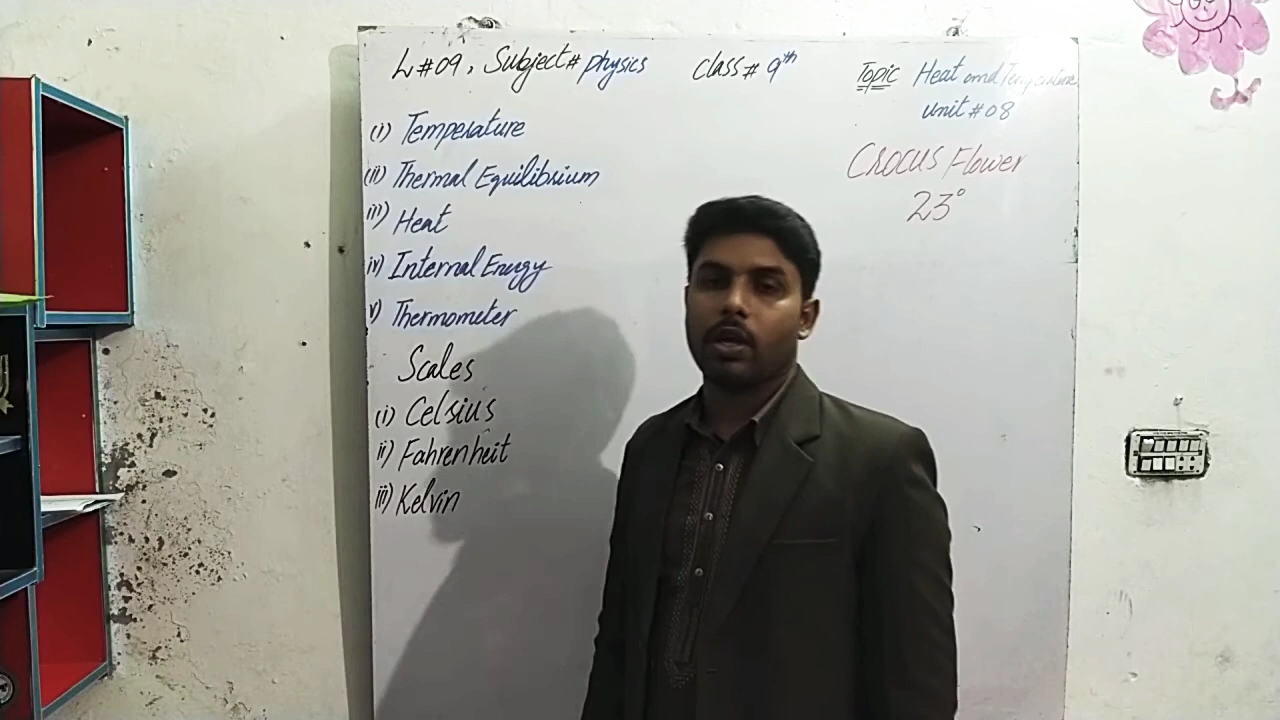 L#09, Subject# physics class# 9th Topic Heat and Temperature
unit#08
(i) Temperature
(ii) Thermal Equilibrium
iii) Heat
iv) Internal Energy
v) Thermometer
Scales
(i) Celsius
ii) Fahrenheit
iii) Kelvin
Crocus Flower
23°